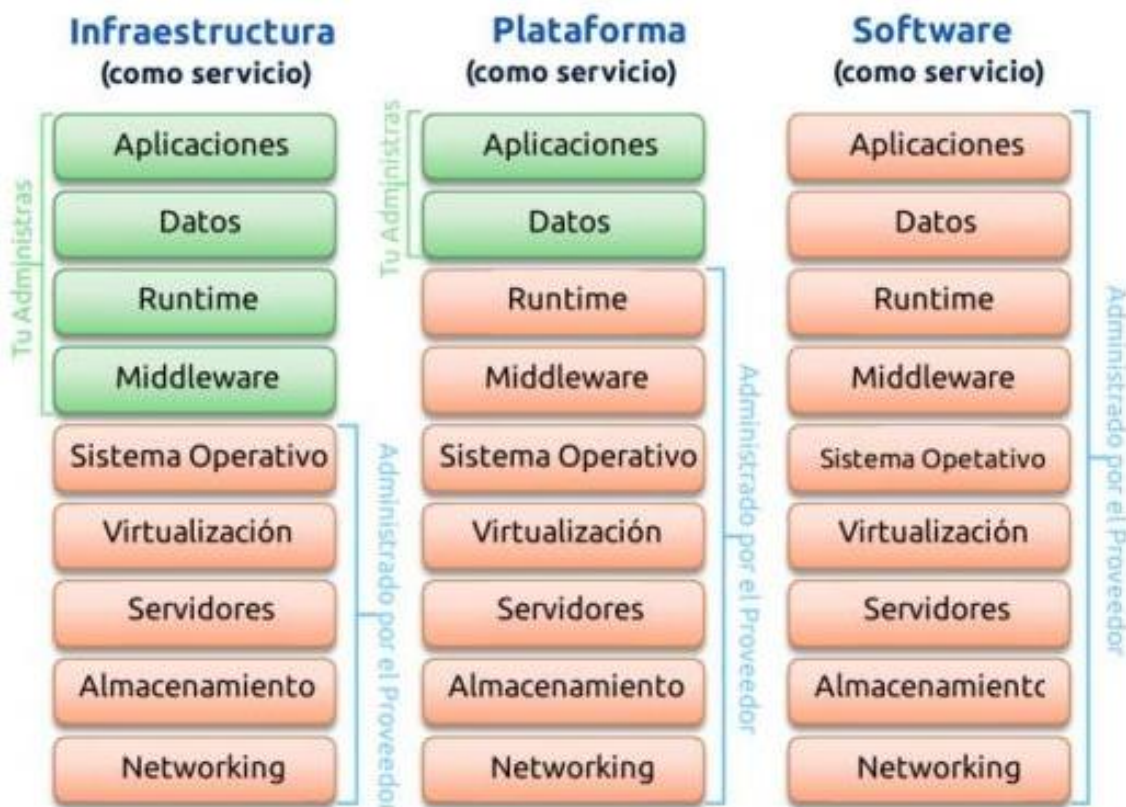 Infraestructura
(como servicio)
Tu Administras
Aplicaciones
Datos
Runtime
Middleware
Sistema Operativo
Virtualización
Servidores
Almacenamiento
Networking
Administrado por el Proveedor
Plataforma
(como servicio)
Tu Administras
Aplicaciones
Datos
Runtime
Middleware
Sistema Operativo
Virtualización
Servidores
Almacenamiento
Networking
Administrado por el Proveedor
Software
(como servicio)
Aplicaciones
Datos
Runtime
Middleware
Sistema Opetativo
Virtualización
Servidores
Almacenamiento
Networking
Administrado por el Proveedor